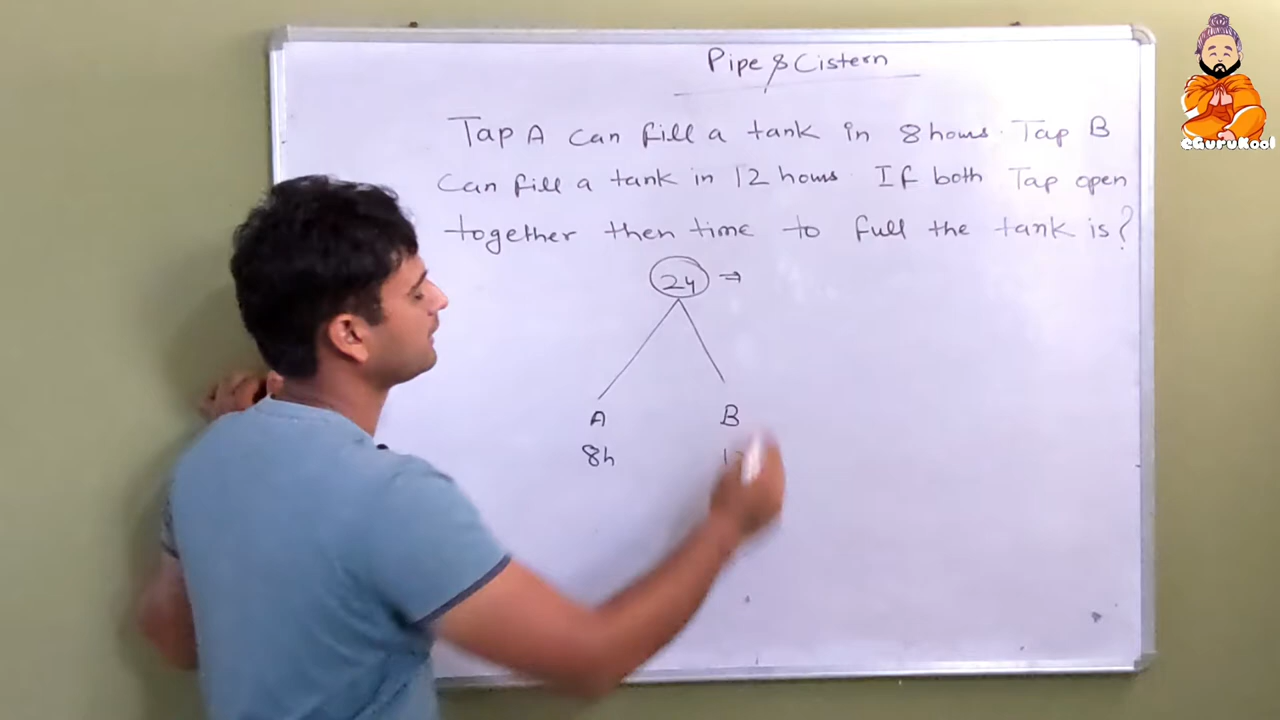 Pipe & Cistern
Tap A can fill a tank in 8 hours. Tap B
can fill a tank in 12 hours. If both Tap open
together then time to full the tank is?
24 ⇒
A B
8h
eGuruKool